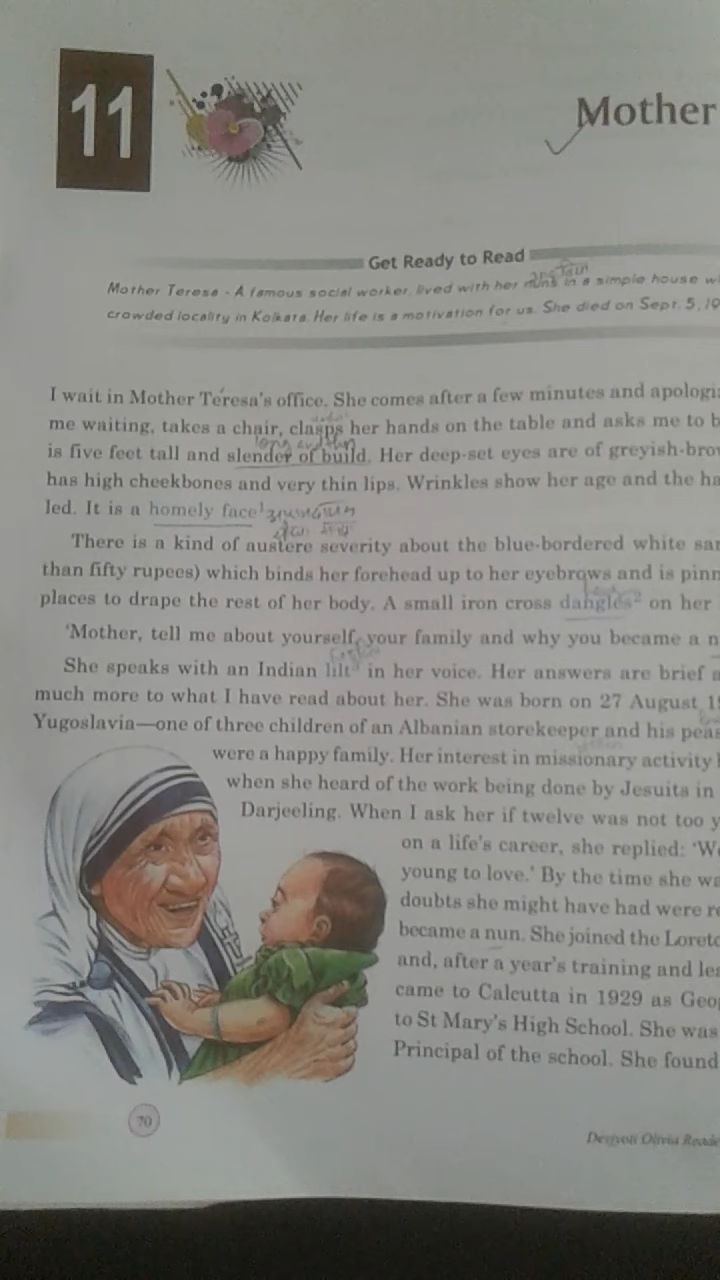 11
Mother
Get Ready to Read
Mother Teresa - A famous social worker, lived with her nuns in a simple house
crowded locality in Kolkata. Her life is a motivation for us. She died on Sept. 5, 19
I wait in Mother Teresa's office. She comes after a few minutes and apologi
me waiting, takes a chair, clasps her hands on the table and asks me to b
long and thin
is five feet tall and slender of build. Her deep-set eyes are of greyish-bro
has high cheekbones and very thin lips. Wrinkles show her age and the ha
led. It is a homely face¹
There is a kind of austere severity about the blue-bordered white sa
than fifty rupees) which binds her forehead up to her eyebrows and is pinn
places to drape the rest of her body. A small iron cross dangles² on her
'Mother, tell me about yourself, your family and why you became a n
She speaks with an Indian lilt³ in her voice. Her answers are brief a
much more to what I have read about her. She was born on 27 August 1
Yugoslavia—one of three children of an Albanian storekeeper and his peas
were a happy family. Her interest in missionary activity
when she heard of the work being done by Jesuits in
Darjeeling. When I ask her if twelve was not too y
on a life's career, she replied: 'W
young to love.' By the time she wa
doubts she might have had were r
became a nun. She joined the Loreto
and, after a year's training and le
came to Calcutta in 1929 as Geo
to St Mary's High School. She was
Principal of the school. She found
70
Devjyoti Olivia Reade